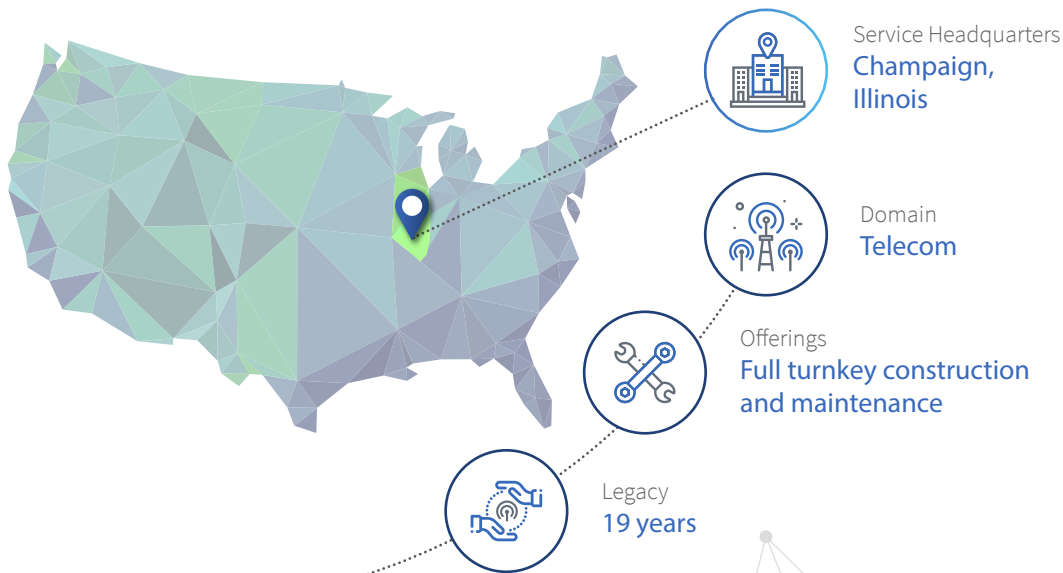 Service Headquarters
Champaign,
Illinois
Domain
Telecom
Offerings
Full turnkey construction
and maintenance
Legacy
19 years